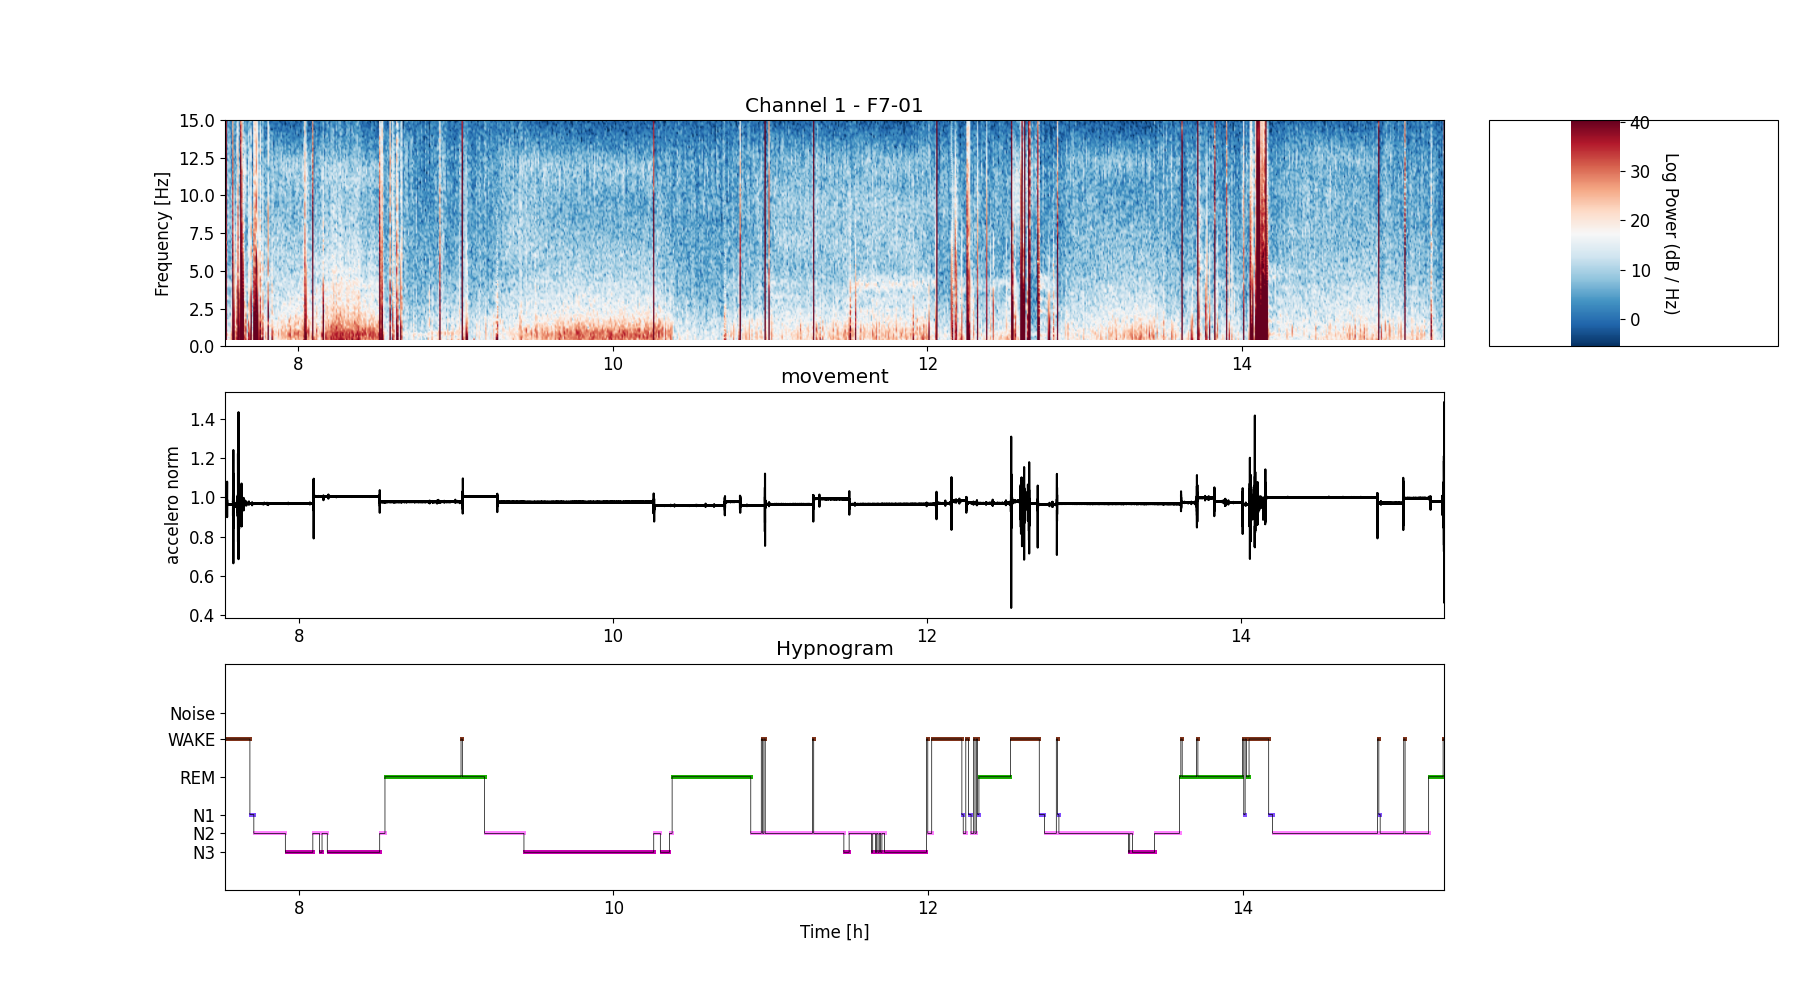 Channel 1 - F7-01
15.0
12.5
10.0
7.5
5.0
2.5
0.0
Frequency [Hz]
8
10
12
14
40
30
20
10
0
Log Power (dB / Hz)
movement
1.4
1.2
1.0
0.8
0.6
0.4
accelero norm
8
10
12
14
Hypnogram
Noise
WAKE
REM
N1
N2
N3
8
10
12
14
Time [h]